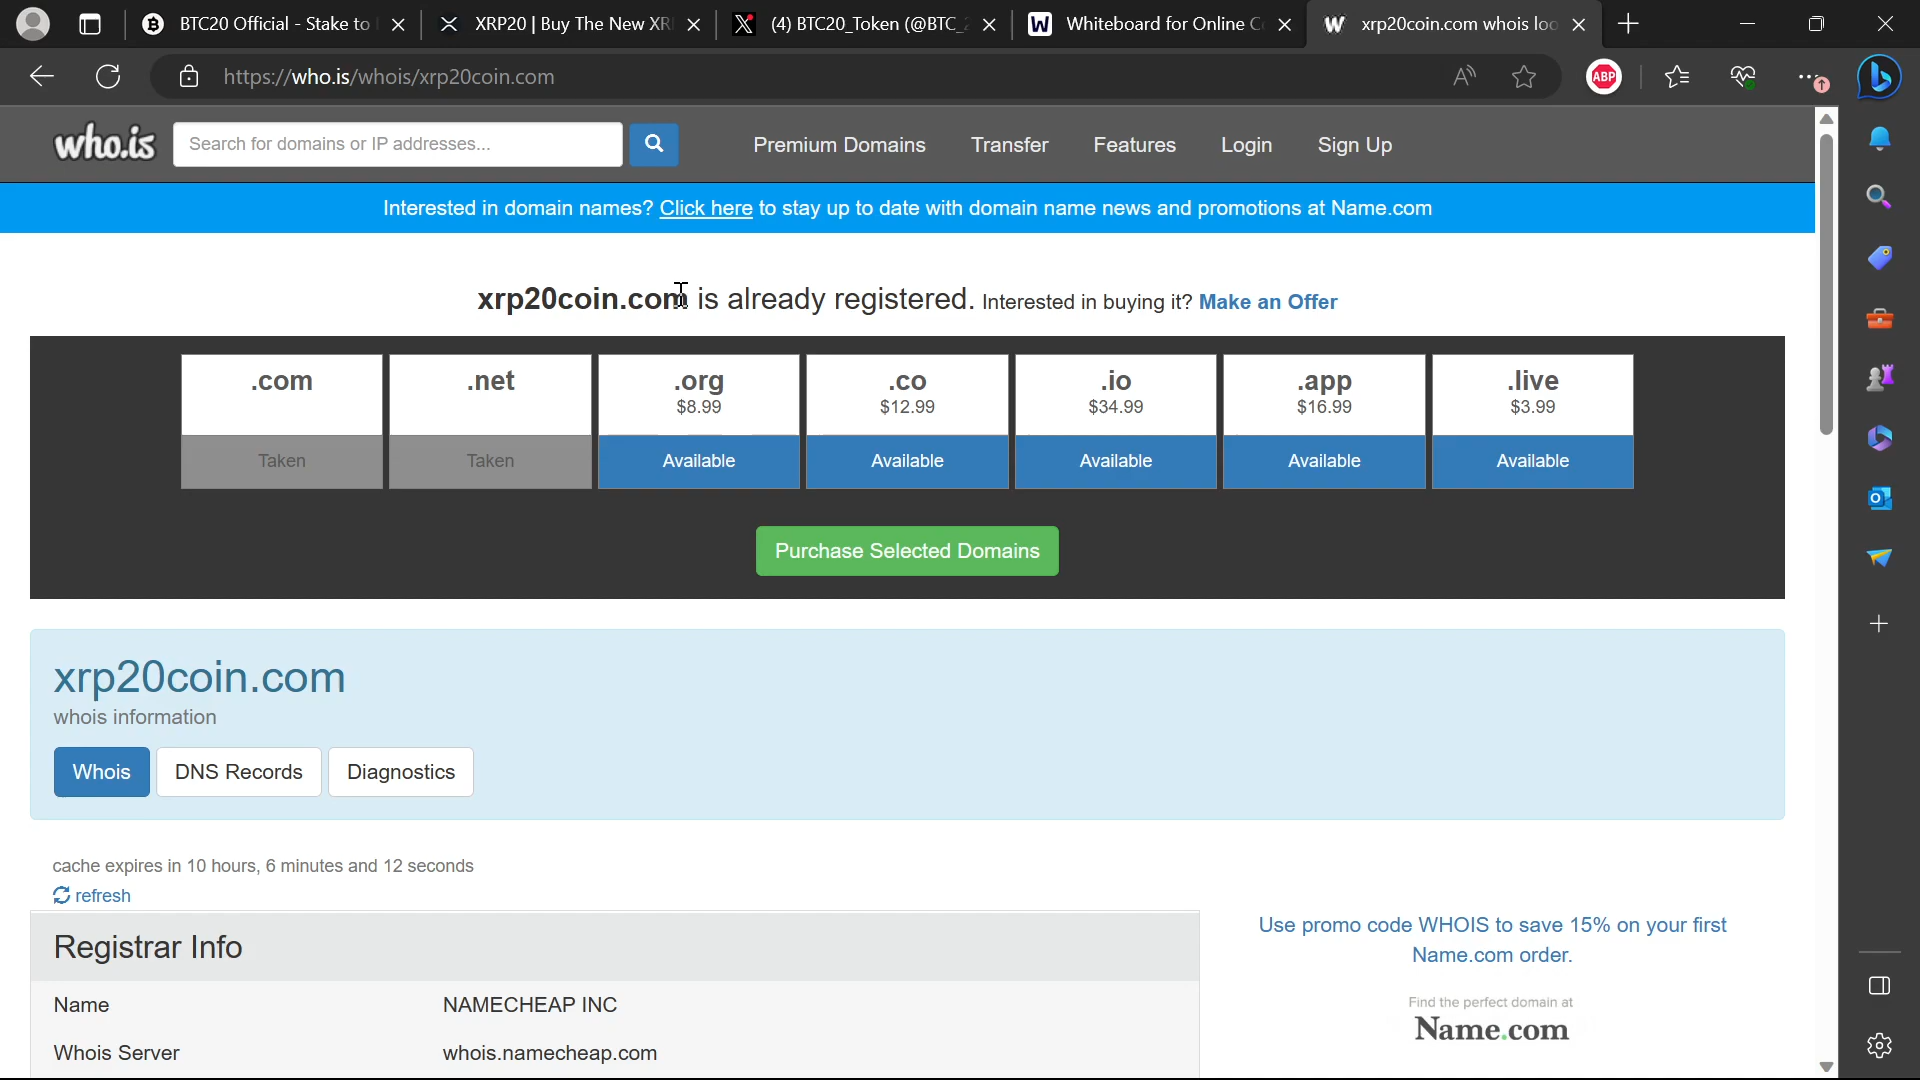 BTC20 Official - Stake to
XRP20 | Buy The New XRI
(4) BTC20_Token (@BTC_2
Whiteboard for Online C
xrp20coin.com whois loo
https://who.is/whois/xrp20coin.com
ABP
who.is
Search for domains or IP addresses...
Premium Domains
Transfer
Features
Login
Sign Up
Interested in domain names? Click here to stay up to date with domain name news and promotions at Name.com
xrp20coin.com is already registered. Interested in buying it? Make an Offer
.com
.net
.org
.co
.io
.app
.live
$8.99
$12.99
$34.99
$16.99
$3.99
Taken
Taken
Available
Available
Available
Available
Available
Purchase Selected Domains
xrp20coin.com
whois information
Whois
DNS Records
Diagnostics
cache expires in 10 hours, 6 minutes and 12 seconds
refresh
Registrar Info
Name NAMECHEAP INC
Whois Server whois.namecheap.com
Use promo code WHOIS to save 15% on your first
Name.com order.
Find the perfect domain at
Name.com